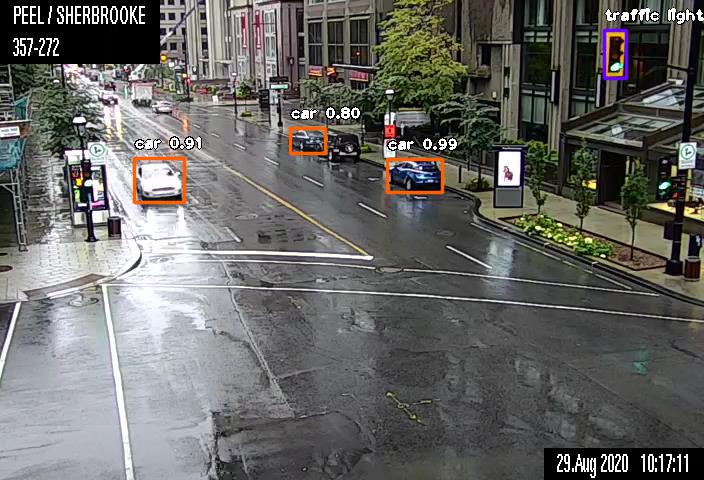 PEEL / SHERBROOKE
357-272
traffic light
car 0.80
car 0.91
car 0.99
29.Aug 2020 10:17:11